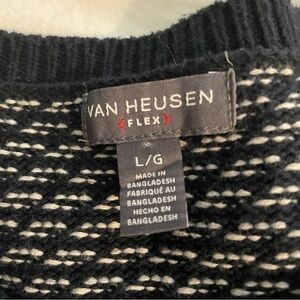 VAN HEUSEN
FLEX
L/G
MADE IN
BANGLADESH
FABRIQUÉ AU
BANGLADESH
HECHO EN
BANGLADESH